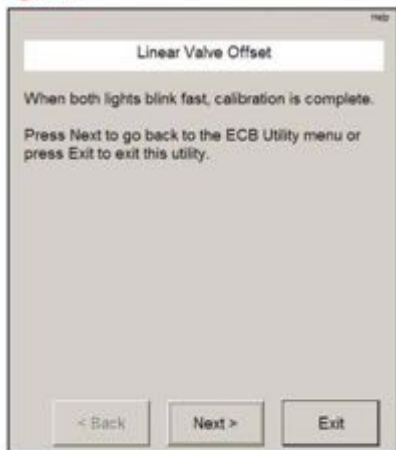 Help
Linear Valve Offset
When both lights blink fast, calibration is complete.
Press Next to go back to the ECB Utility menu or
press Exit to exit this utility.
< Back
Next >
Exit